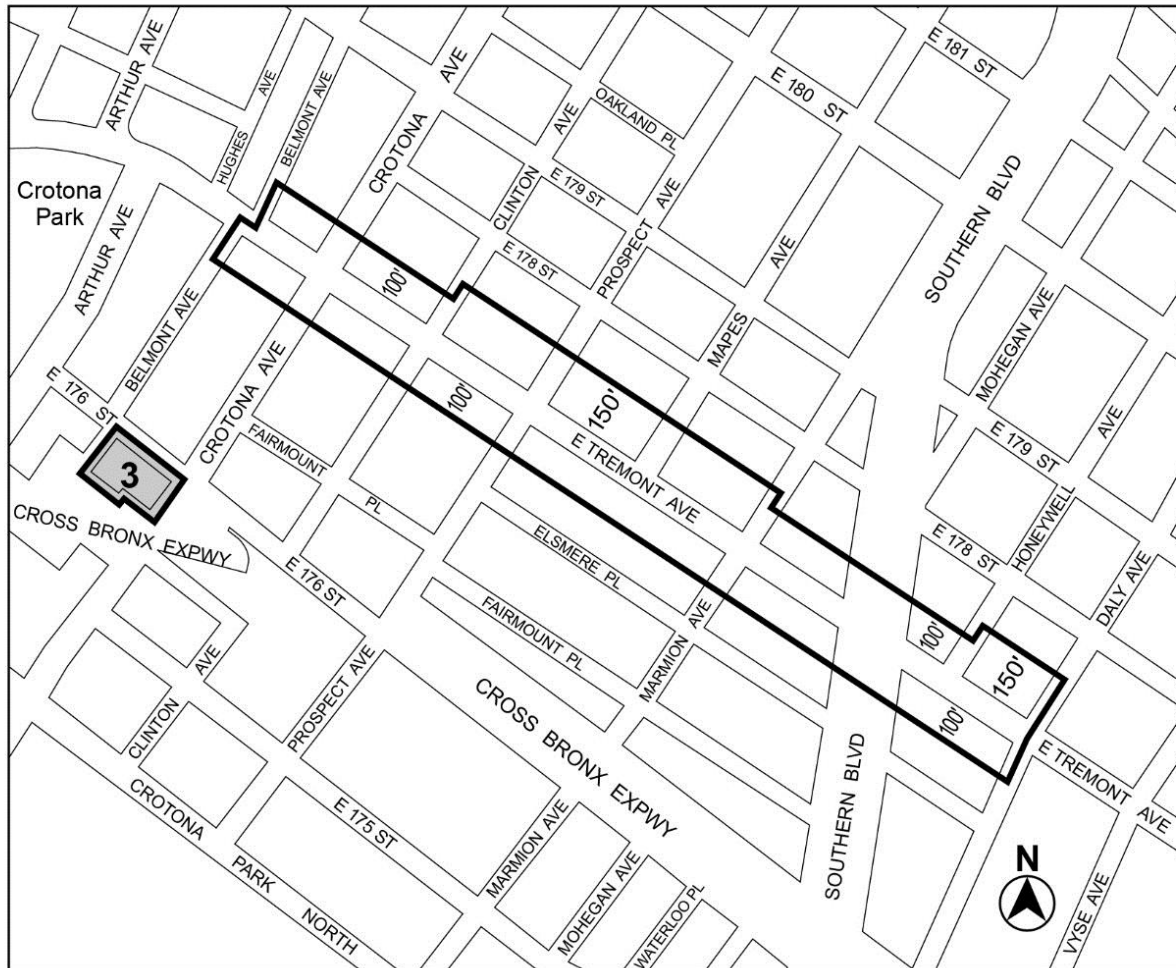 ARTHUR AVE
HUGHES AVE
BELMONT AVE
CROTONA AVE
CLINTON AVE
OAKLAND PL
E 180 ST
E 181 ST
Crotona
Park
ARTHUR AVE
E 179 ST
E 178 ST
PROSPECT AVE
MAPES AVE
SOUTHERN BLVD
MOHEGAN AVE
100'
BELMONT AVE
CROTONA AVE
100'
150'
E TREMONT AVE
E 179 ST
E 176 ST
3
FAIRMOUNT PL
CROSS BRONX EXPWY
E 176 ST
ELSMERE PL
FAIRMOUNT PL
MARMION AVE
E 178 ST
HONEYWELL AVE
DALY AVE
100'
150'
100'
E TREMONT AVE
CLINTON AVE
PROSPECT AVE
CROSS BRONX EXPWY
SOUTHERN BLVD
CROTONA PARK NORTH
E 175 ST
MARMION AVE
MOHEGAN AVE
WATERLOO PL
N
VYSE AVE